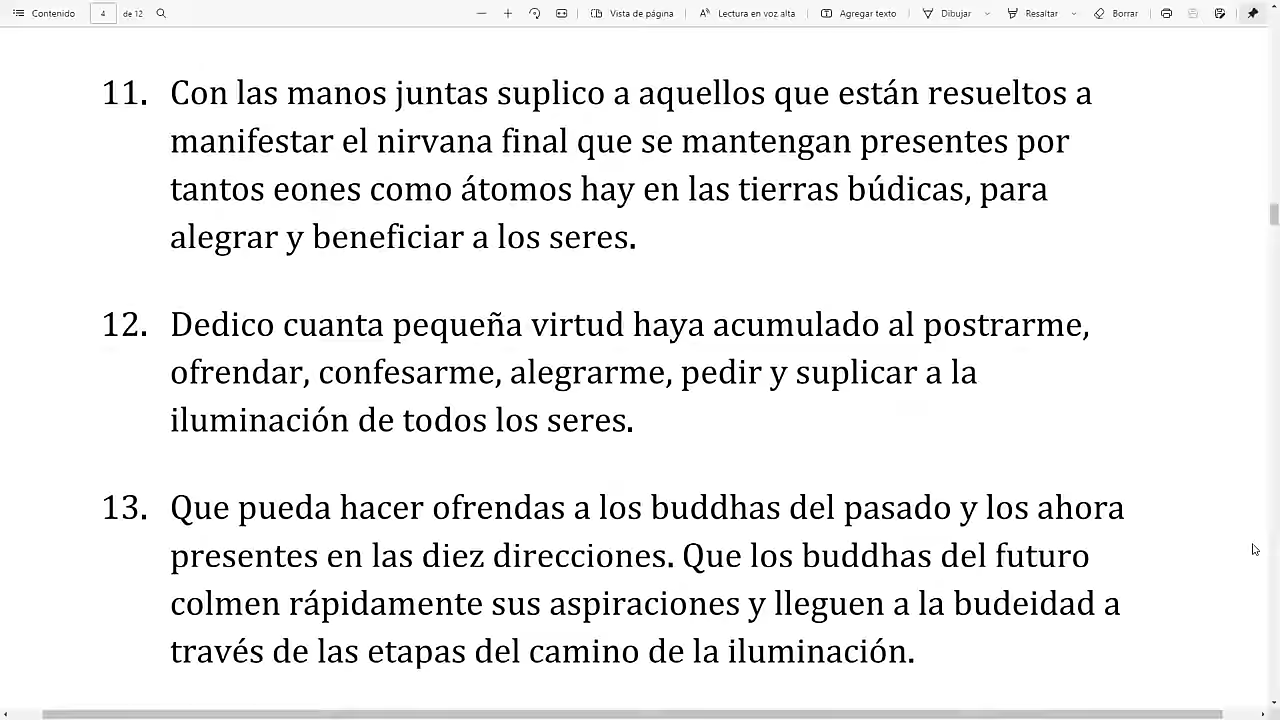 Contenido 4 de 12 Vista de página Lectura en voz alta Agregar texto Dibujar Resaltar Borrar
11. Con las manos juntas suplico a aquellos que están resueltos a
manifestar el nirvana final que se mantengan presentes por
tantos eones como átomos hay en las tierras búdicas, para
alegrar y beneficiar a los seres.
12. Dedico cuanta pequeña virtud haya acumulado al postrarme,
ofrendar, confesarme, alegrarme, pedir y suplicar a la
iluminación de todos los seres.
13. Que pueda hacer ofrendas a los buddhas del pasado y los ahora
presentes en las diez direcciones. Que los buddhas del futuro
colmen rápidamente sus aspiraciones y lleguen a la budeidad a
través de las etapas del camino de la iluminación.